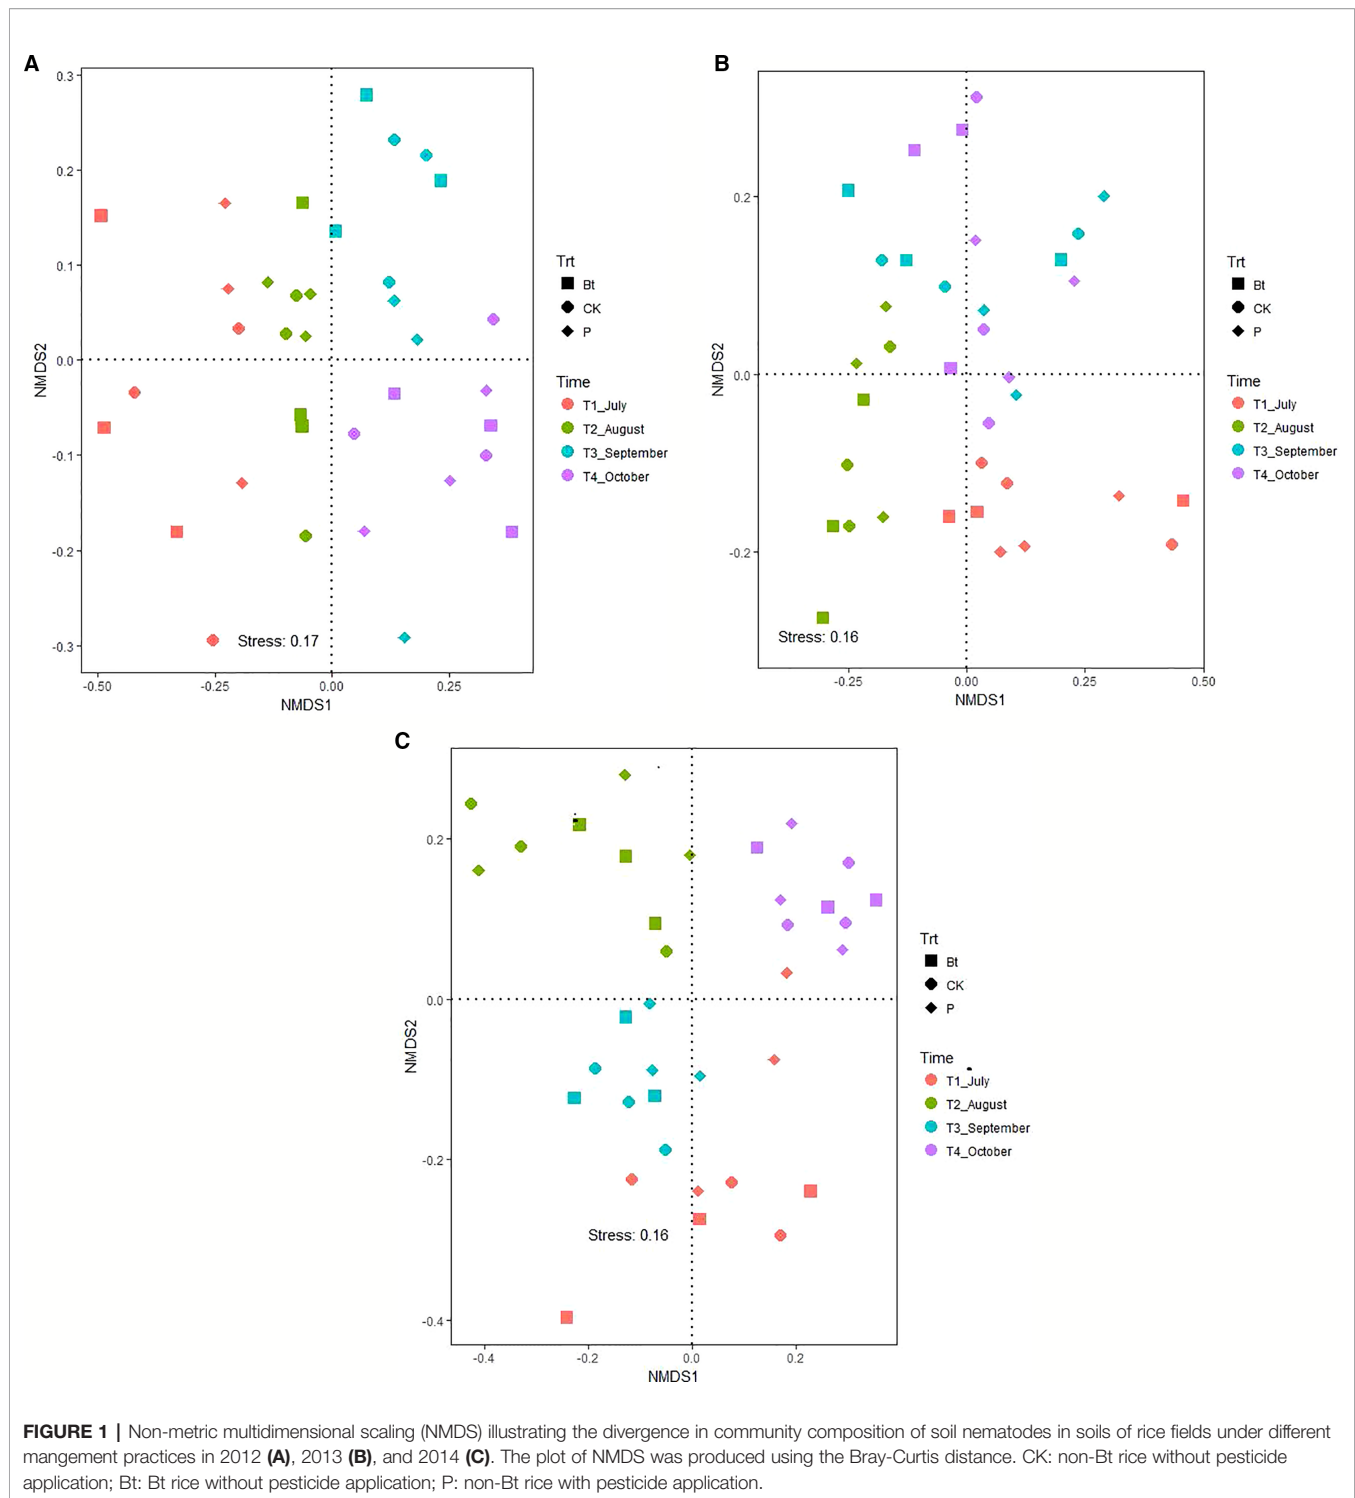 A
0.3
0.2
0.1
0.0
-0.1
-0.2
-0.3
NMDS2
-0.50
-0.25
0.00
0.25
NMDS1
Stress: 0.17
Trt
Bt
CK
P
Time
T1_July
T2_August
T3_September
T4_October
B
0.2
0.0
-0.2
NMDS2
-0.25
0.00
0.25
0.50
NMDS1
Stress: 0.16
Trt
Bt
CK
P
Time
T1_July
T2_August
T3_September
T4_October
C
0.2
0.0
-0.2
-0.4
NMDS2
-0.4
-0.2
0.0
0.2
NMDS1
Stress: 0.16
Trt
Bt
CK
P
Time
T1_July
T2_August
T3_September
T4_October
FIGURE 1 | Non-metric multidimensional scaling (NMDS) illustrating the divergence in community composition of soil nematodes in soils of rice fields under different
mangement practices in 2012 (A), 2013 (B), and 2014 (C). The plot of NMDS was produced using the Bray-Curtis distance. CK: non-Bt rice without pesticide
application; Bt: Bt rice without pesticide application; P: non-Bt rice with pesticide application.